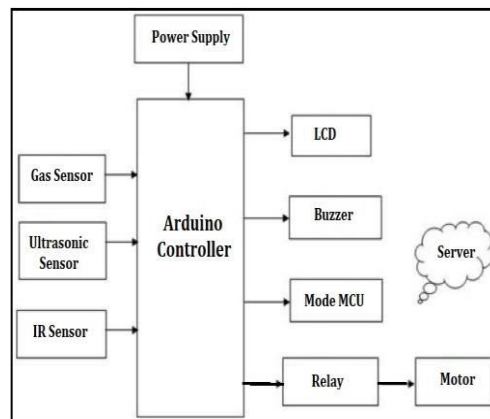 Power Supply
LCD
Gas Sensor
Arduino
Controller
Buzzer
Ultrasonic
Sensor
Server
Mode MCU
IR Sensor
Relay
Motor